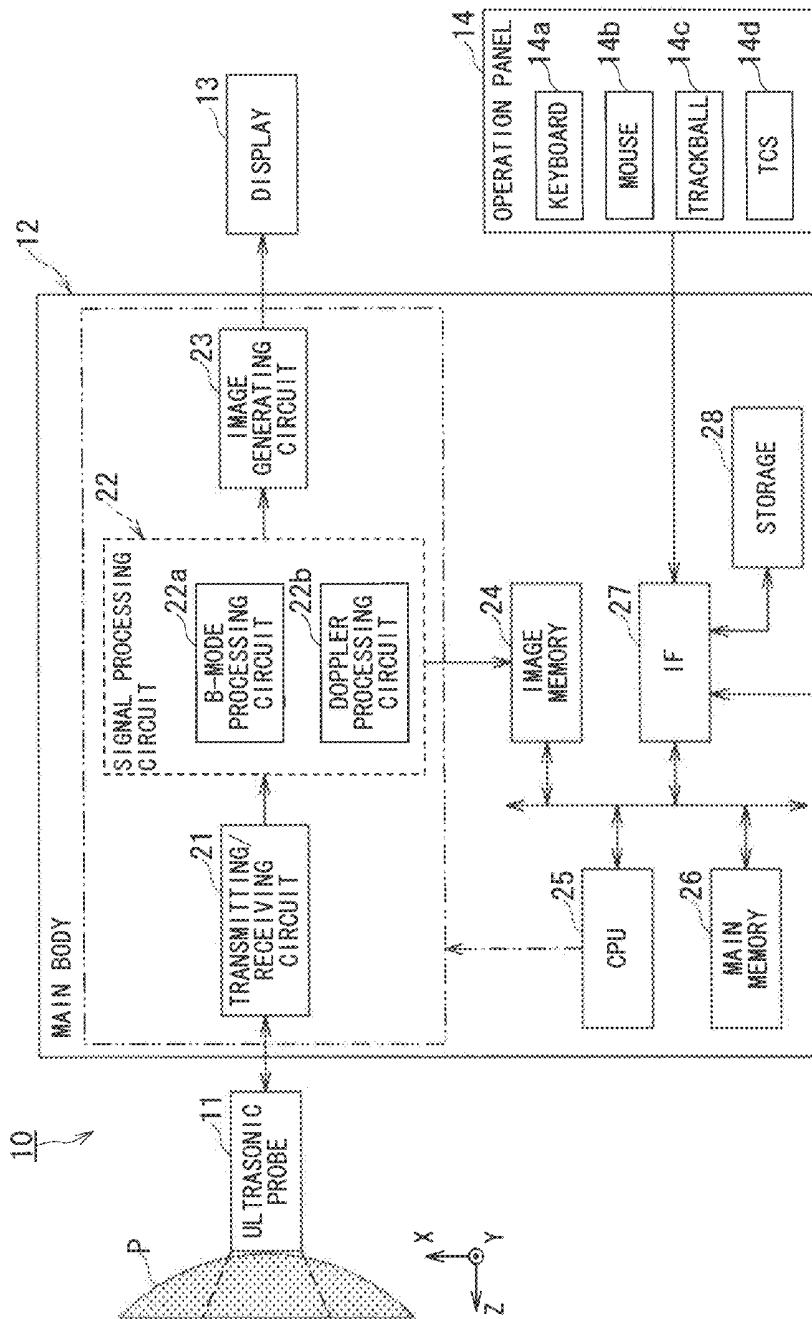 10
P
11
ULTRASONIC
PROBE
X
Y
Z
12
MAIN BODY
21
TRANSMITTING/
RECEIVING
CIRCUIT
SIGNAL PROCESSING
CIRCUIT
22
22a
B-MODE
PROCESSING
CIRCUIT
22b
DOPPLER
PROCESSING
CIRCUIT
23
IMAGE
GENERATING
CIRCUIT
13
DISPLAY
24
IMAGE
MEMORY
25
CPU
26
MAIN
MEMORY
27
IF
28
STORAGE
14
OPERATION PANEL
14a
KEYBOARD
14b
MOUSE
14c
TRACKBALL
14d
TCS